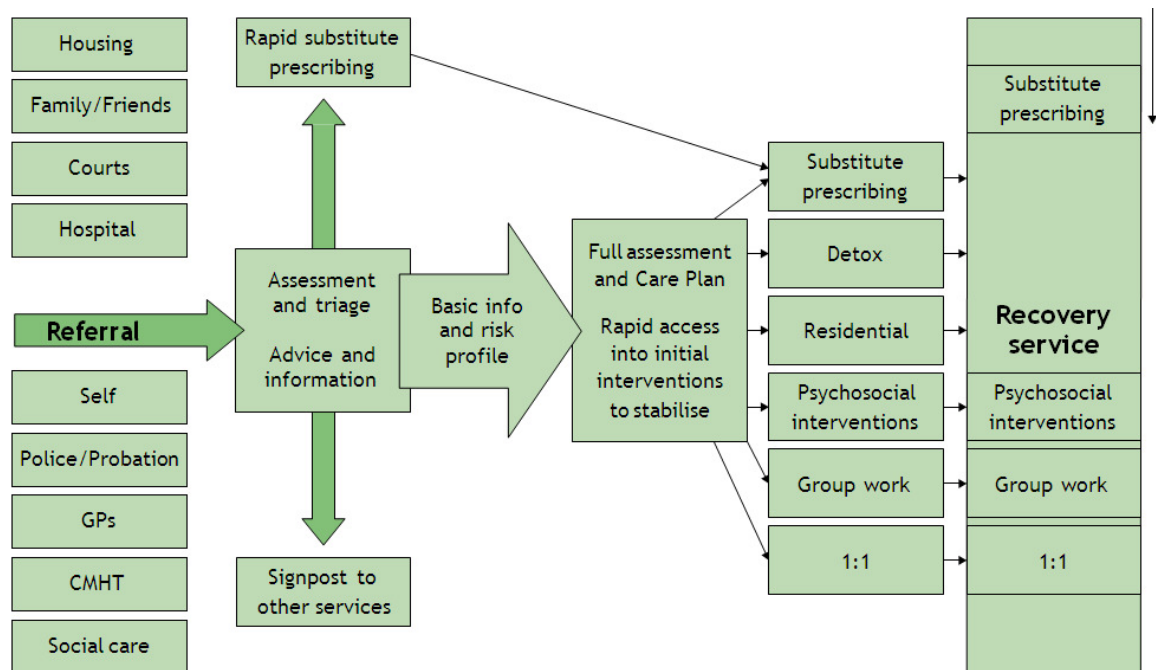 Housing
Family/Friends
Courts
Hospital
Referral
Self
Police/Probation
GPs
CMHT
Social care
Rapid substitute
prescribing
Assessment
and triage
Advice and
information
Signpost to
other services
Basic info
and risk
profile
Full assessment
and Care Plan
Rapid access
into initial
interventions
to stabilise
Substitute
prescribing
Detox
Residential
Psychosocial
interventions
Group work
1:1
Substitute
prescribing
Recovery
service
Psychosocial
interventions
Group work
1:1